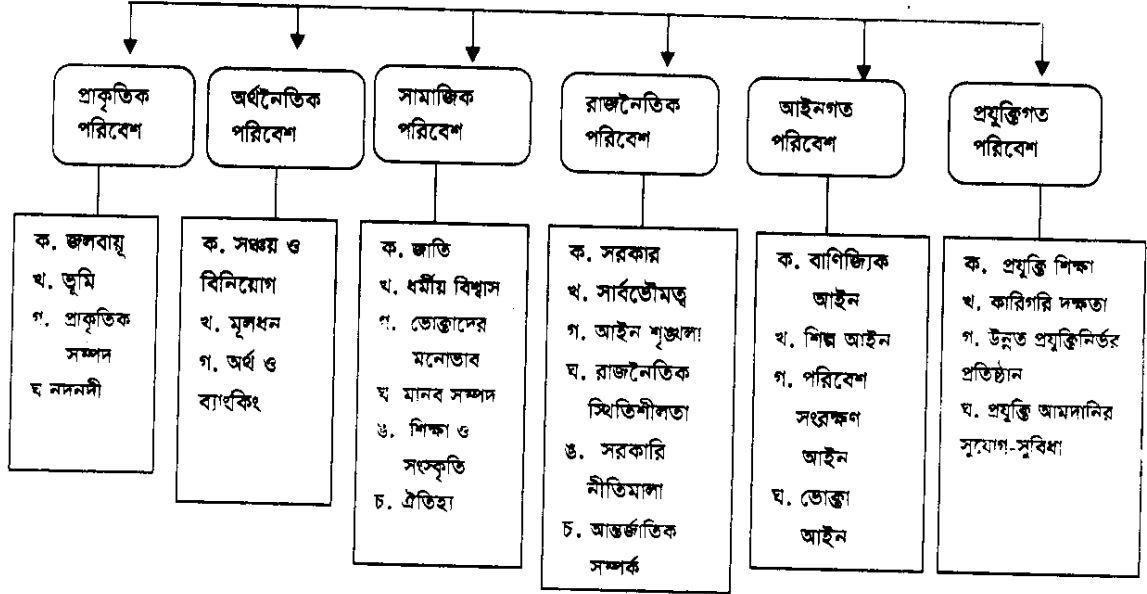 প্রাকৃতিক
পরিবেশ
অর্থনৈতিক
পরিবেশ
সামাজিক
পরিবেশ
রাজনৈতিক
পরিবেশ
আইনগত
পরিবেশ
প্রযুক্তিগত
পরিবেশ
ক. জলবায়ু
খ. ভূমি
গ. প্রাকৃতিক
সম্পদ
ঘ নদনদী
ক. সঞ্চয় ও
বিনিয়োগ
খ. মূলধন
গ. অর্থ ও
ব্যাংকিং
ক. জাতি
খ. ধর্মীয় বিশ্বাস
গ. ভোক্তাদের
মনোভাব
ঘ মানব সম্পদ
ঙ. শিক্ষা ও
সংস্কৃতি
চ. ঐতিহ্য
ক. সরকার
খ. সার্বভৌমত্ব
গ. আইন শৃঙ্খলা
ঘ. রাজনৈতিক
স্থিতিশীলতা
ঙ. সরকারি
নীতিমালা
চ. আন্তর্জাতিক
সম্পর্ক
ক. বাণিজ্যিক
আইন
খ. শিল্প আইন
গ. পরিবেশ
সংরক্ষণ
আইন
ঘ. ভোক্তা
আইন
ক. প্রযুক্তি শিক্ষা
খ. কারিগরি দক্ষতা
গ. উন্নত প্রযুক্তিনির্ভর
প্রতিষ্ঠান
ঘ. প্রযুক্তি আমদানির
সুযোগ-সুবিধা